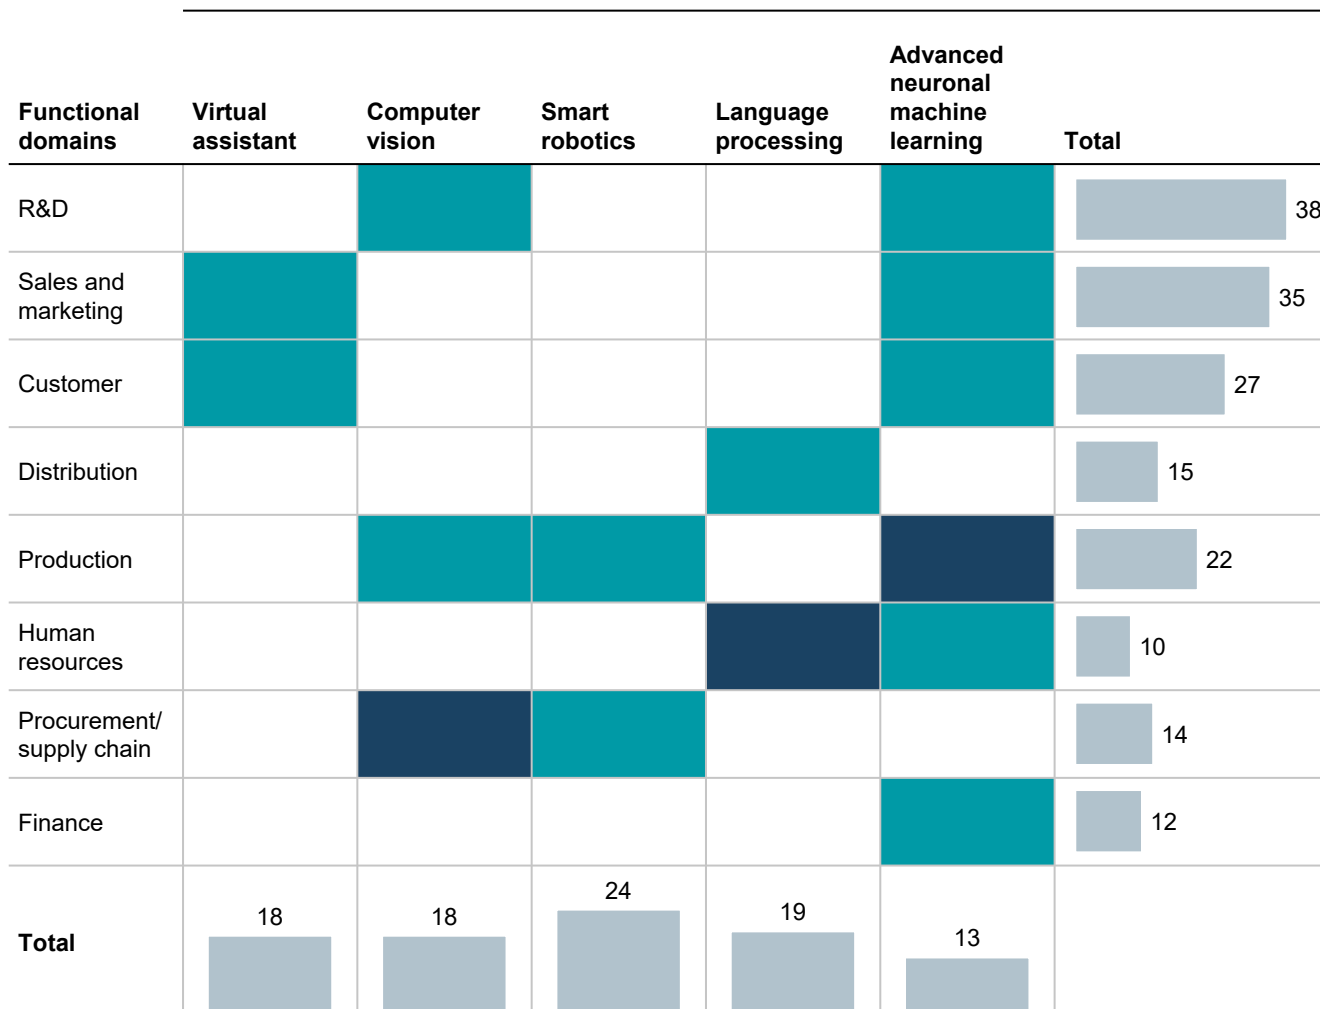 Functional
domains
Virtual
assistant
Computer
vision
Smart
robotics
Language
processing
Advanced
neuronal
machine
learning
Total
R&D
38
Sales and
marketing
35
Customer
27
Distribution
15
Production
22
Human
resources
10
Procurement/
supply chain
14
Finance
12
Total
18
18
24
19
13